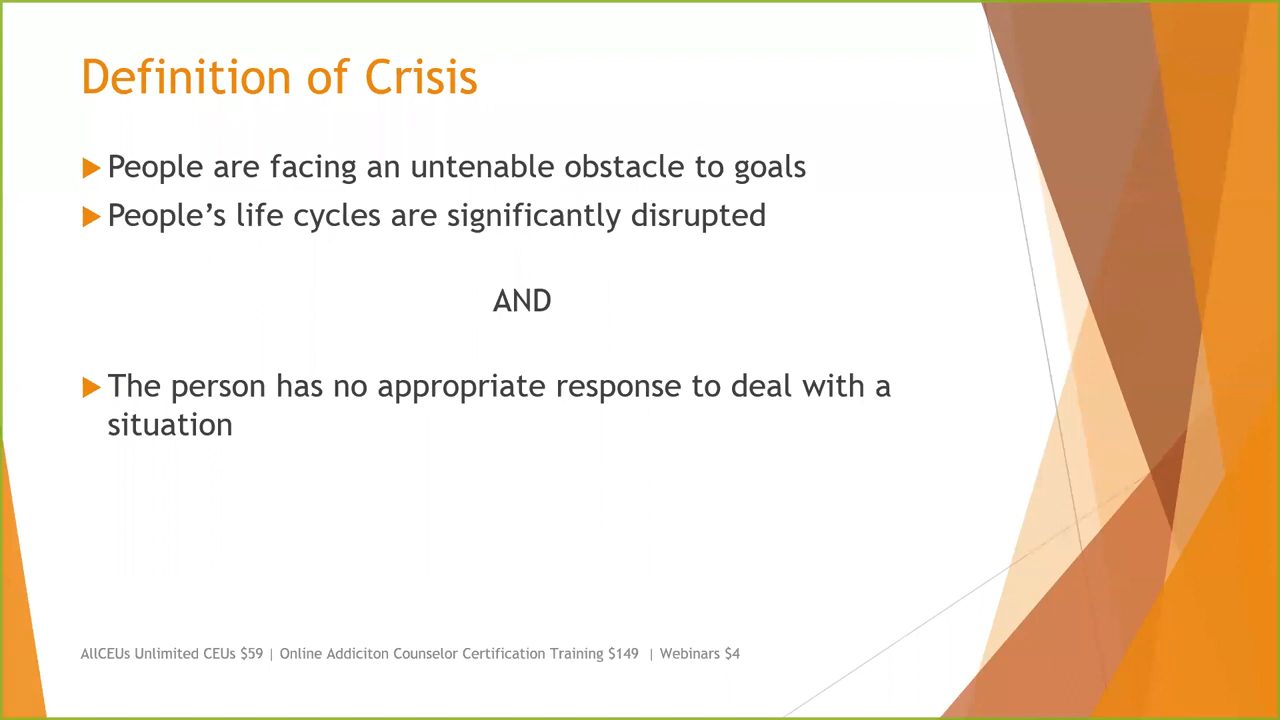 Definition of Crisis
People are facing an untenable obstacle to goals
People’s life cycles are significantly disrupted
AND
The person has no appropriate response to deal with a
situation
AllCEUs Unlimited CEUs $59 | Online Addiciton Counselor Certification Training $149 | Webinars $4